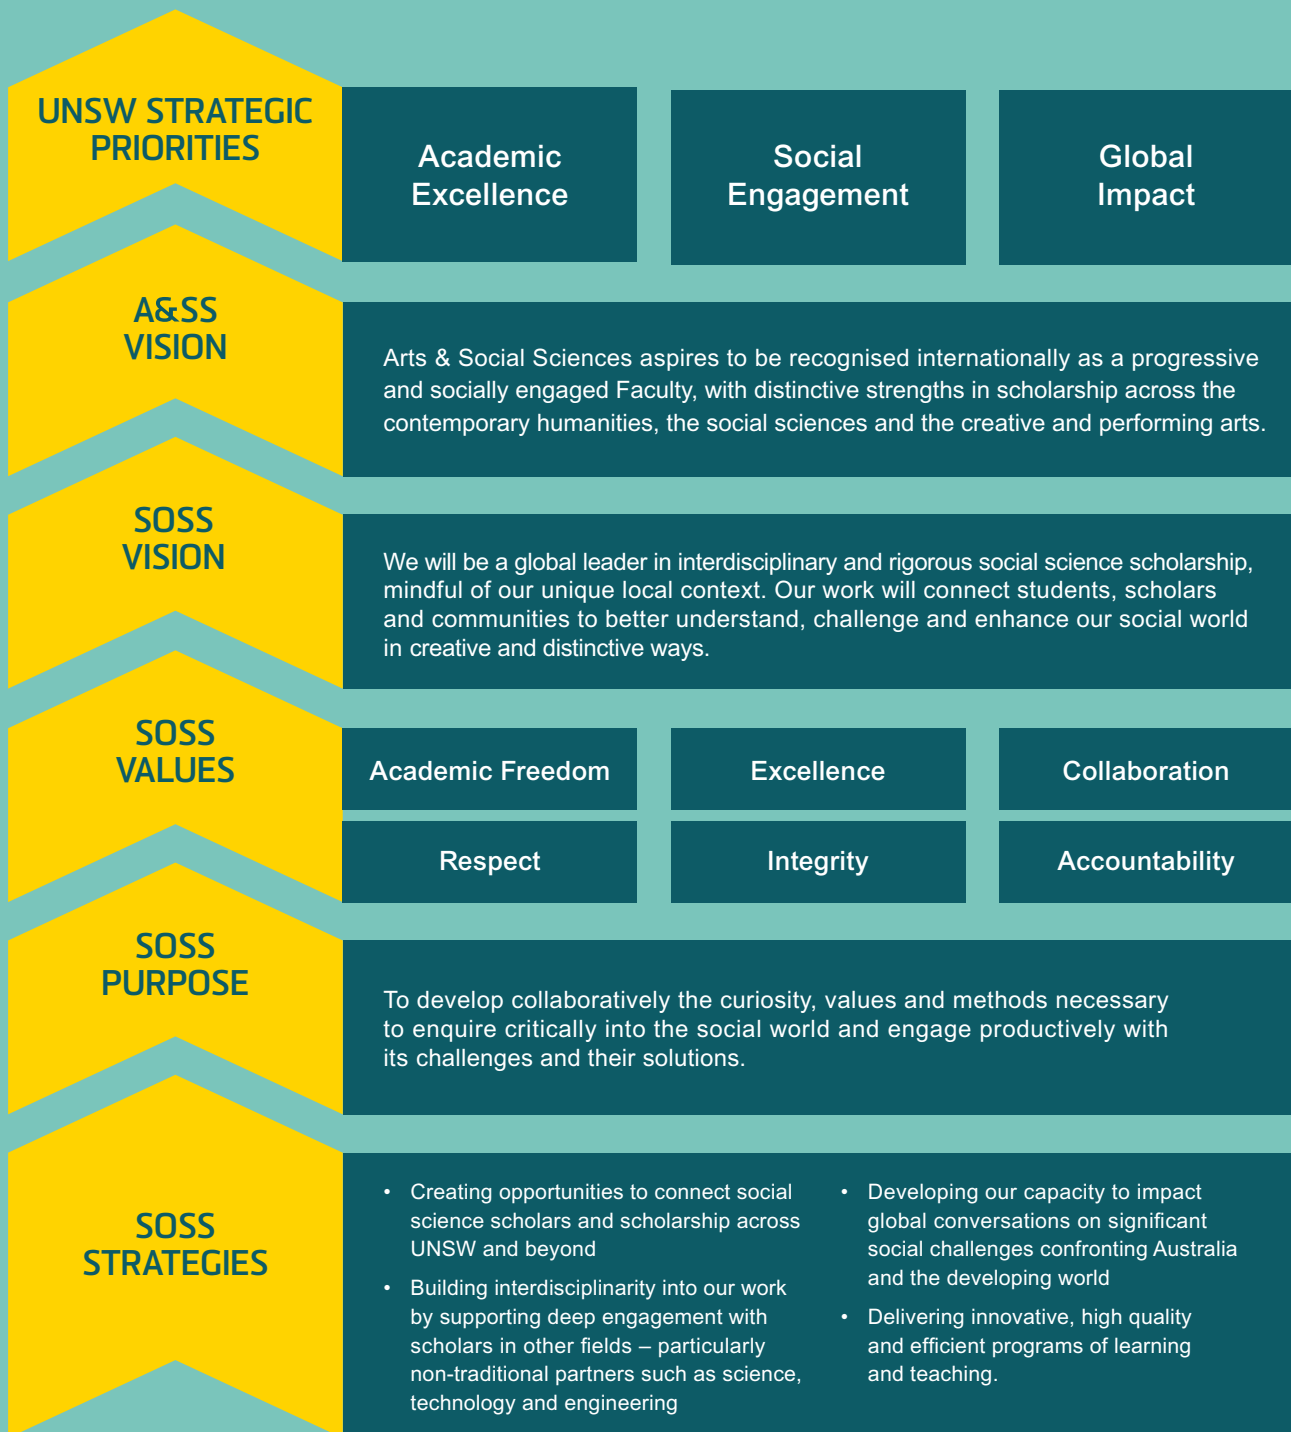 UNSW STRATEGIC
PRIORITIES
Academic
Excellence
Social
Engagement
Global
Impact
A&SS
VISION
Arts & Social Sciences aspires to be recognised internationally as a progressive
and socially engaged Faculty, with distinctive strengths in scholarship across the
contemporary humanities, the social sciences and the creative and performing arts.
SOSS
VISION
We will be a global leader in interdisciplinary and rigorous social science scholarship,
mindful of our unique local context. Our work will connect students, scholars
and communities to better understand, challenge and enhance our social world
in creative and distinctive ways.
SOSS
VALUES
Academic Freedom
Excellence
Collaboration
Respect
Integrity
Accountability
SOSS
PURPOSE
To develop collaboratively the curiosity, values and methods necessary
to enquire critically into the social world and engage productively with
its challenges and their solutions.
SOSS
STRATEGIES
• Creating opportunities to connect social
science scholars and scholarship across
UNSW and beyond
• Building interdisciplinarity into our work
by supporting deep engagement with
scholars in other fields – particularly
non-traditional partners such as science,
technology and engineering
• Developing our capacity to impact
global conversations on significant
social challenges confronting Australia
and the developing world
• Delivering innovative, high quality
and efficient programs of learning
and teaching.